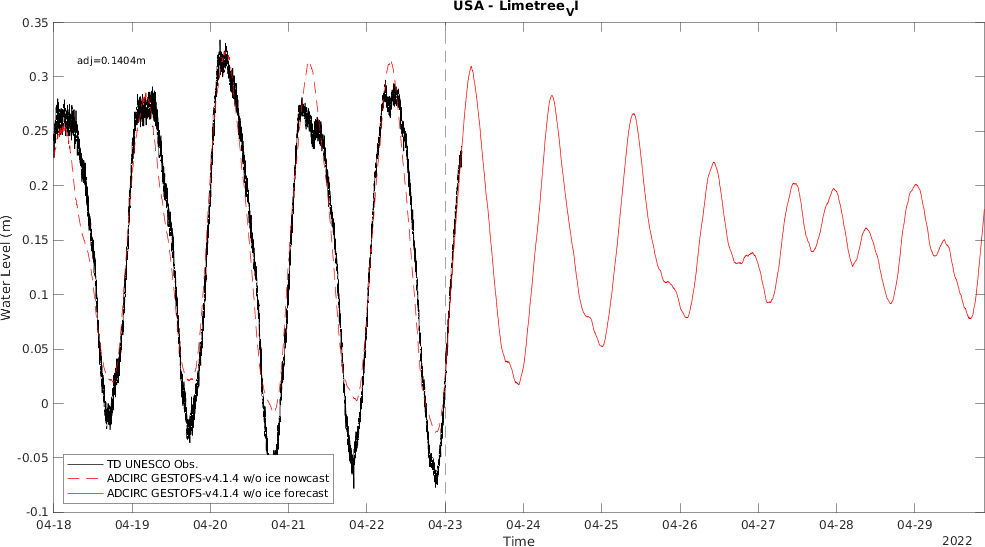 USA - Limetree_VI
0.35
adj=0.1404m
0.3
0.25
0.2
0.15
0.1
0.05
0
-0.05
-0.1
Water Level (m)
TD UNESCO Obs.
ADCIRC GESTOFS-v4.1.4 w/o ice nowcast
ADCIRC GESTOFS-v4.1.4 w/o ice forecast
04-18 04-19 04-20 04-21 04-22 04-23 04-24 04-25 04-26 04-27 04-28 04-29
Time
2022